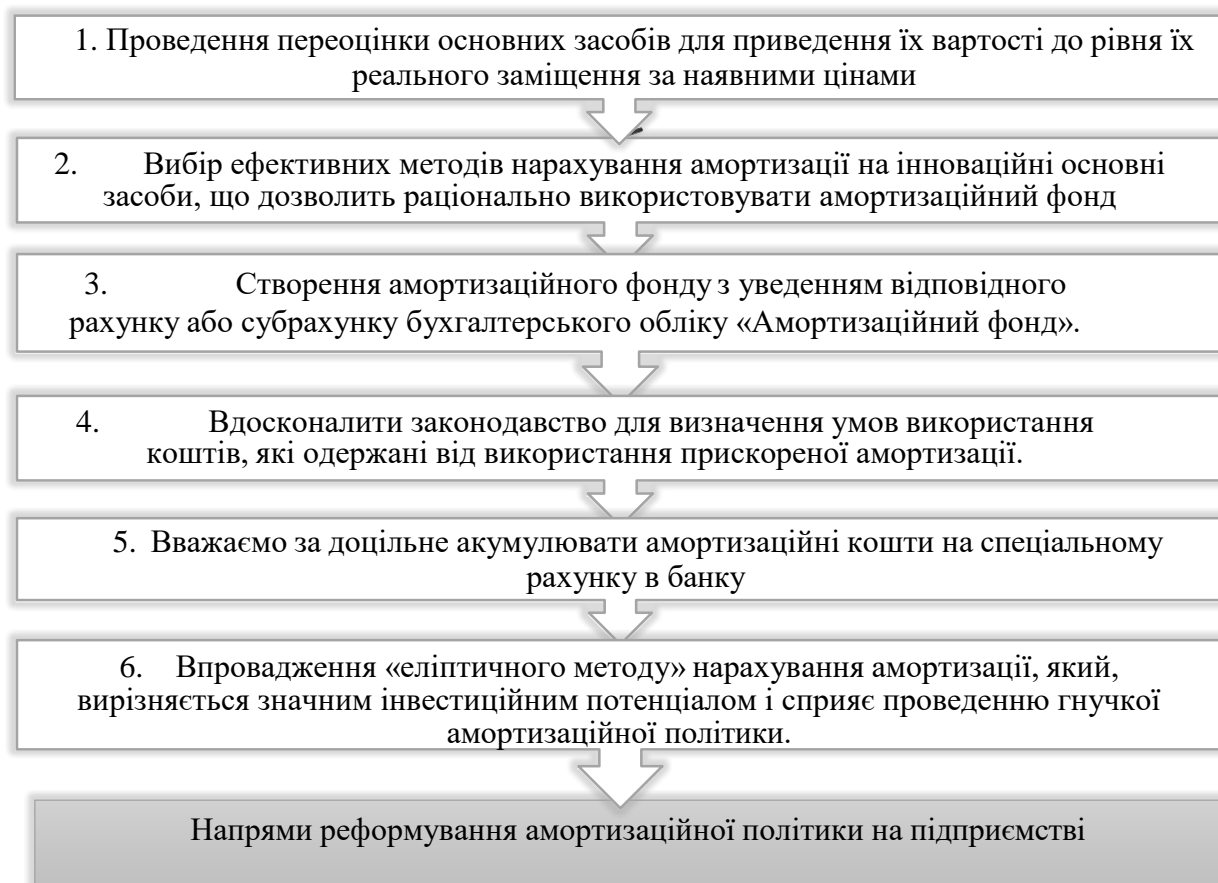 1. Проведення переоцінки основних засобів для приведення їх вартості до рівня їх
реального заміщення за наявними цінами
2. Вибір ефективних методів нарахування амортизації на інноваційні основні
засоби, що дозволить раціонально використовувати амортизаційний фонд
3. Створення амортизаційного фонду з уведенням відповідного
рахунку або субрахунку бухгалтерського обліку «Амортизаційний фонд».
4. Вдосконалити законодавство для визначення умов використання
коштів, які одержані від використання прискореної амортизації.
5. Вважаємо за доцільне акумулювати амортизаційні кошти на спеціальному
рахунку в банку
6. Впровадження «еліптичного методу» нарахування амортизації, який,
вирізняється значним інвестиційним потенціалом і сприяє проведенню гнучкої
амортизаційної політики.
Напрями реформування амортизаційної політики на підприємстві